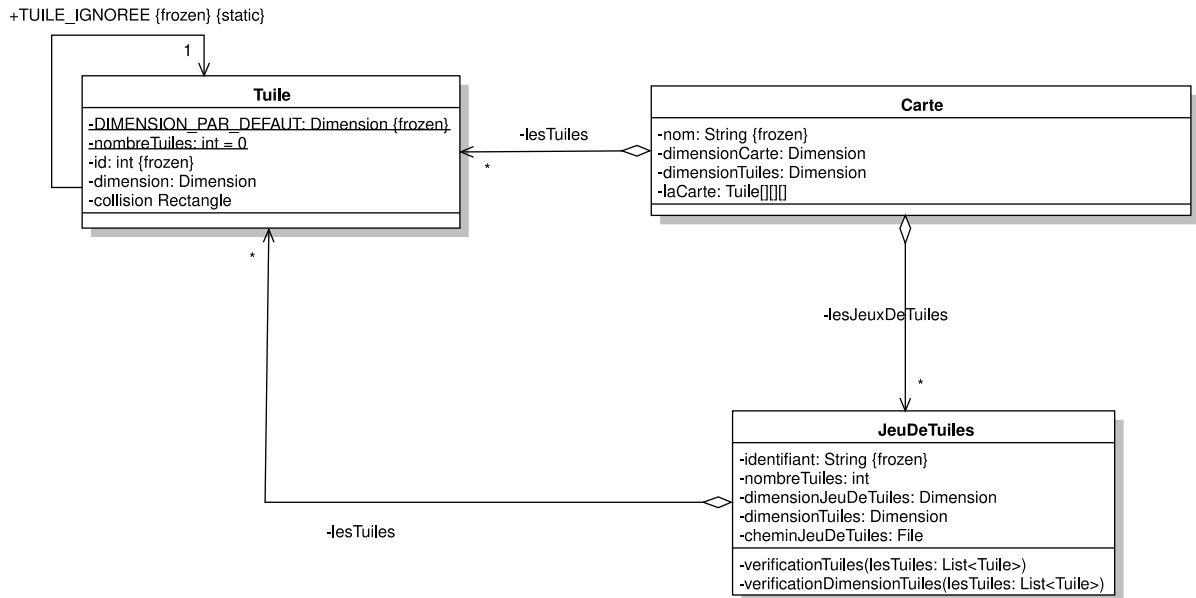 +TUILE_IGNOREE {frozen} {static}
1
Tuile
-DIMENSION_PAR_DEFAUT: Dimension {frozen}
-nombreTuiles: int = 0
-id: int {frozen}
-dimension: Dimension
-collision Rectangle
-lesTuiles
*
Carte
-nom: String {frozen}
-dimensionCarte: Dimension
-dimensionTuiles: Dimension
-laCarte: Tuile[][][]
*
-lesJeuxDeTuiles
*
JeuDeTuiles
-identifiant: String {frozen}
-nombreTuiles: int
-dimensionJeuDeTuiles: Dimension
-dimensionTuiles: Dimension
-cheminJeuDeTuiles: File
-verificationTuiles(lesTuiles: List<Tuile>)
-verificationDimensionTuiles(lesTuiles: List<Tuile>)
-lesTuiles